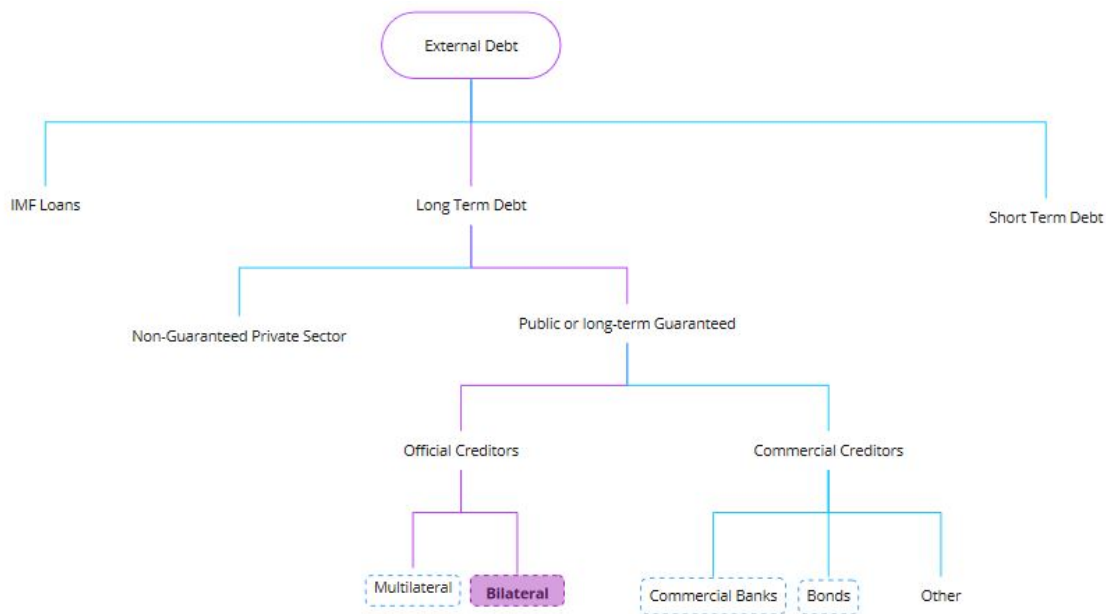 External Debt
IMF Loans
Long Term Debt
Short Term Debt
Non-Guaranteed Private Sector
Public or long-term Guaranteed
Official Creditors
Commercial Creditors
Multilateral
Bilateral
Commercial Banks
Bonds
Other